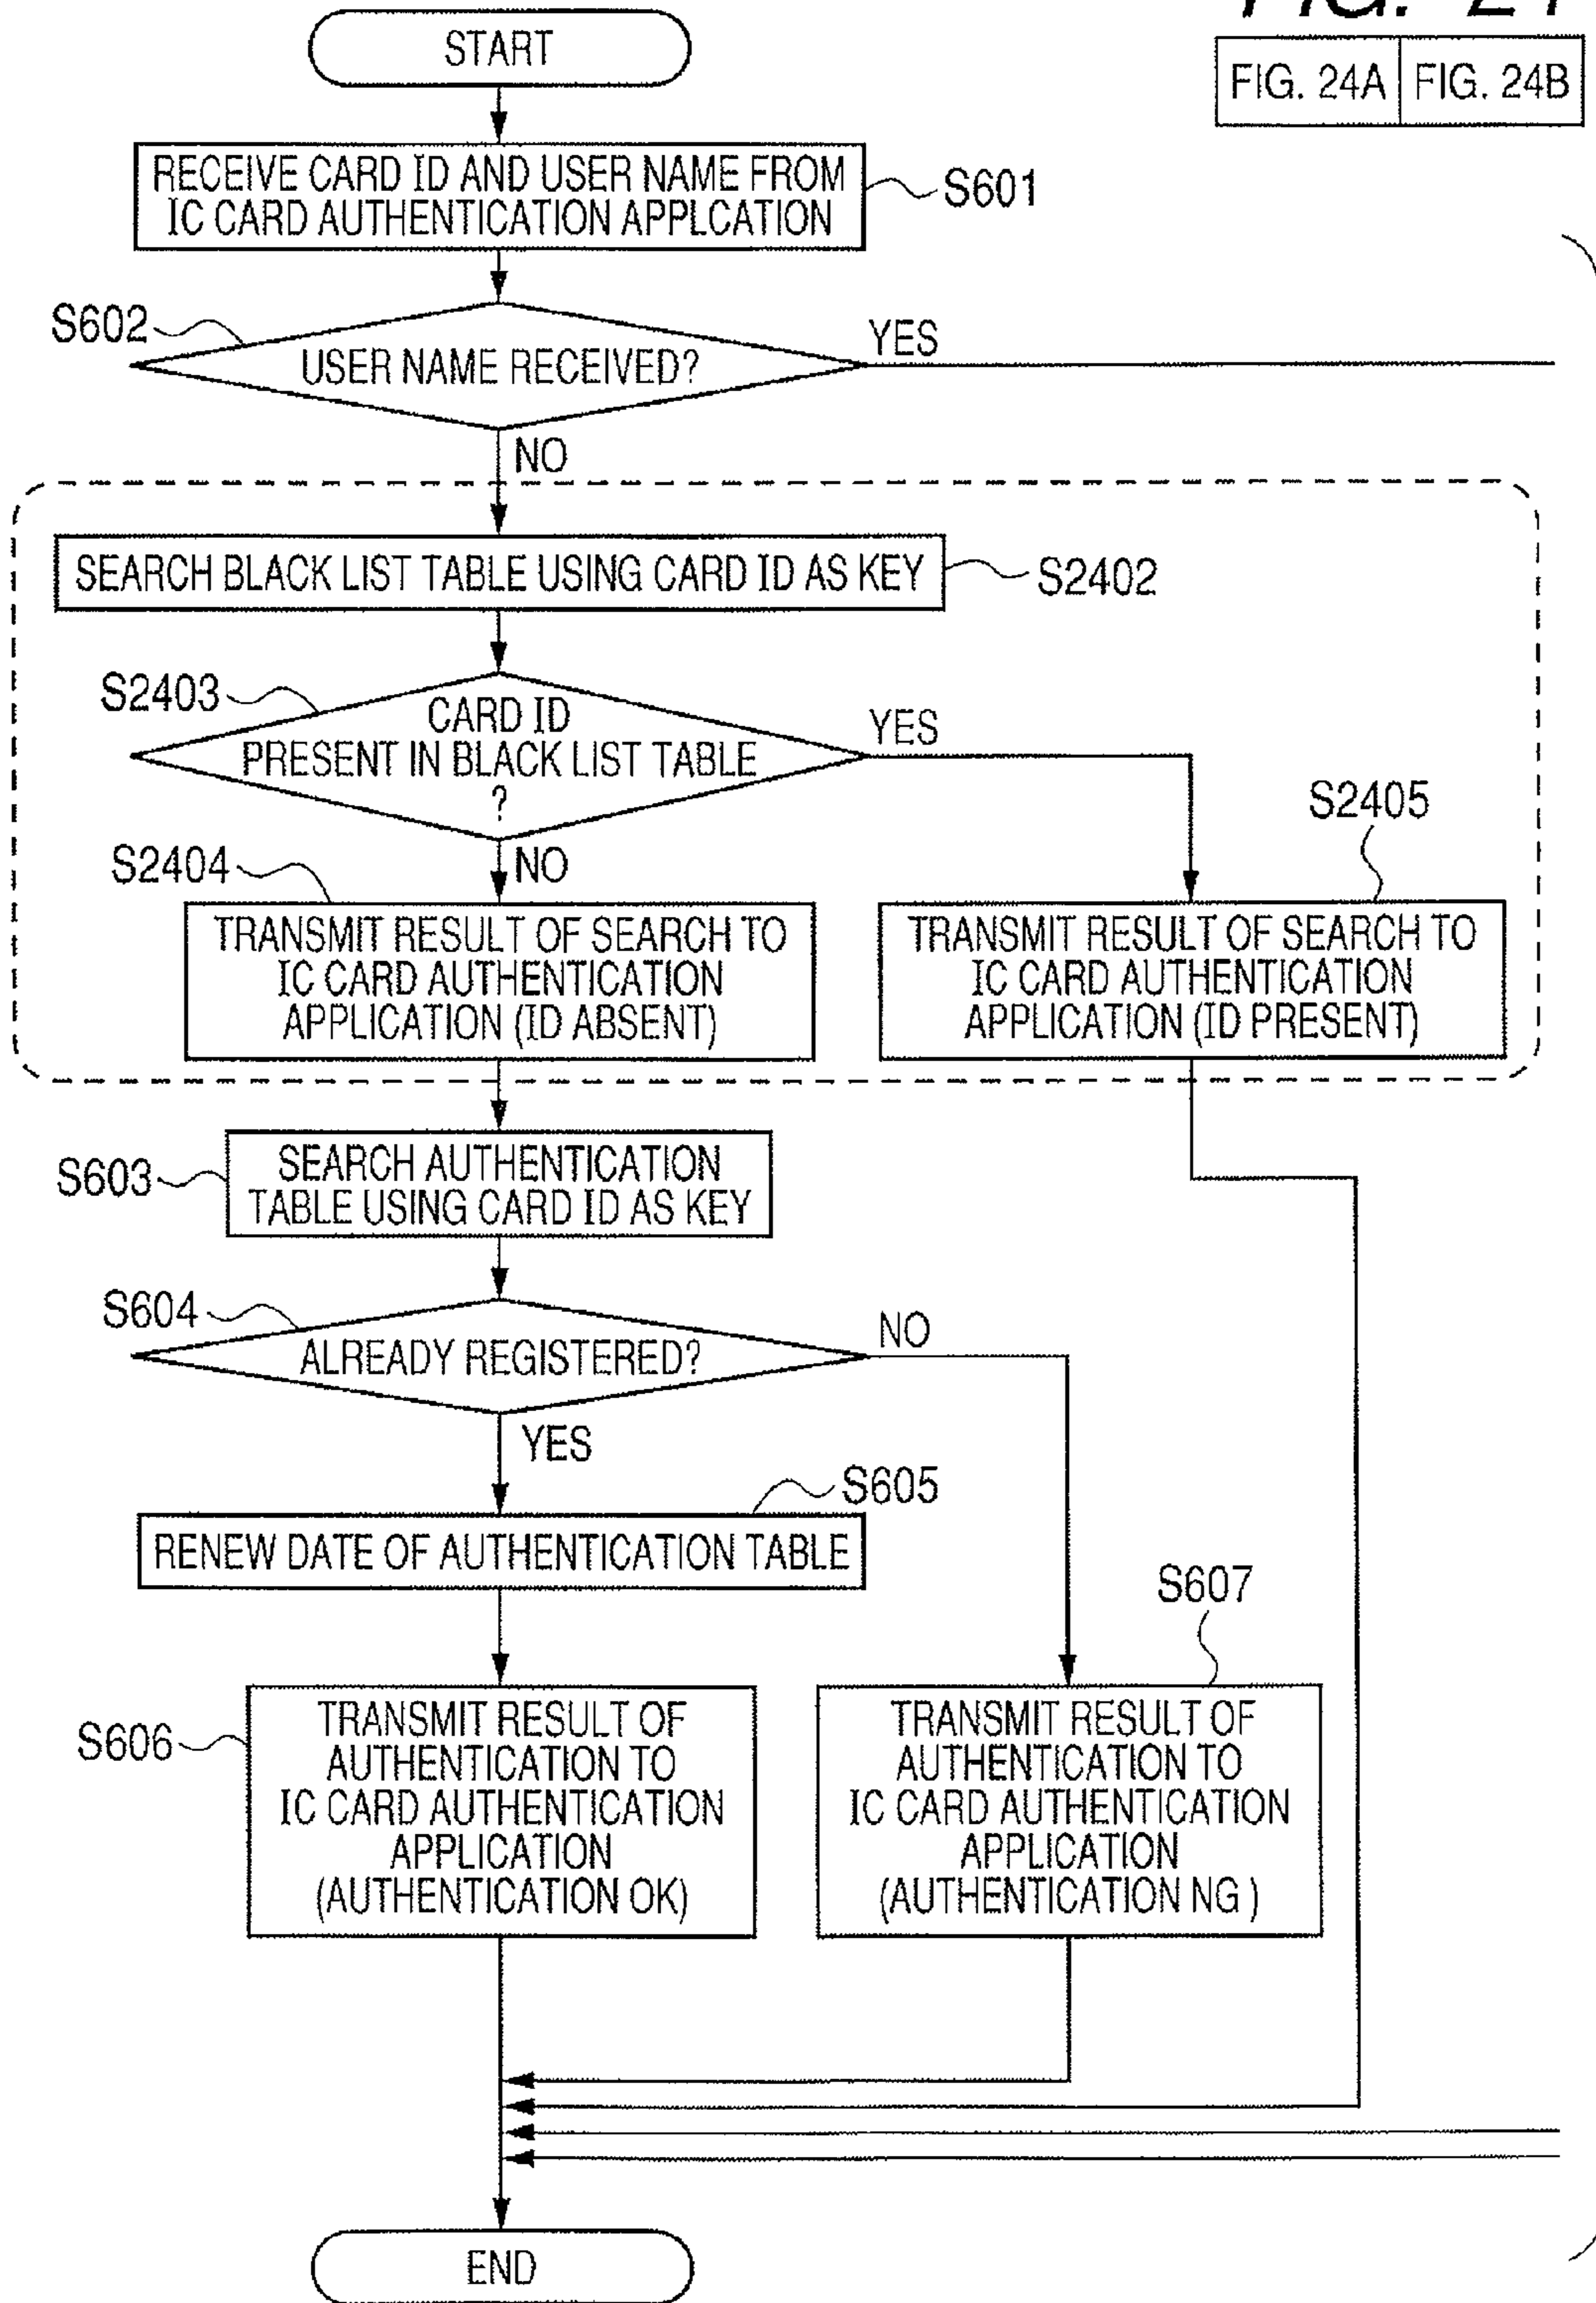 FIG. 24
FIG. 24A
FIG. 24B
START
RECEIVE CARD ID AND USER NAME FROM
IC CARD AUTHENTICATION APPLCATION
S601
S602
USER NAME RECEIVED?
YES
NO
SEARCH BLACK LIST TABLE USING CARD ID AS KEY
S2402
S2403
CARD ID
PRESENT IN BLACK LIST TABLE
?
YES
NO
S2404
TRANSMIT RESULT OF SEARCH TO
IC CARD AUTHENTICATION
APPLICATION (ID ABSENT)
S2405
TRANSMIT RESULT OF SEARCH TO
IC CARD AUTHENTICATION
APPLICATION (ID PRESENT)
S603
SEARCH AUTHENTICATION
TABLE USING CARD ID AS KEY
S604
ALREADY REGISTERED?
NO
YES
S605
RENEW DATE OF AUTHENTICATION TABLE
S606
TRANSMIT RESULT OF
AUTHENTICATION TO
IC CARD AUTHENTICATION
APPLICATION
(AUTHENTICATION OK)
S607
TRANSMIT RESULT OF
AUTHENTICATION TO
IC CARD AUTHENTICATION
APPLICATION
(AUTHENTICATION NG )
END